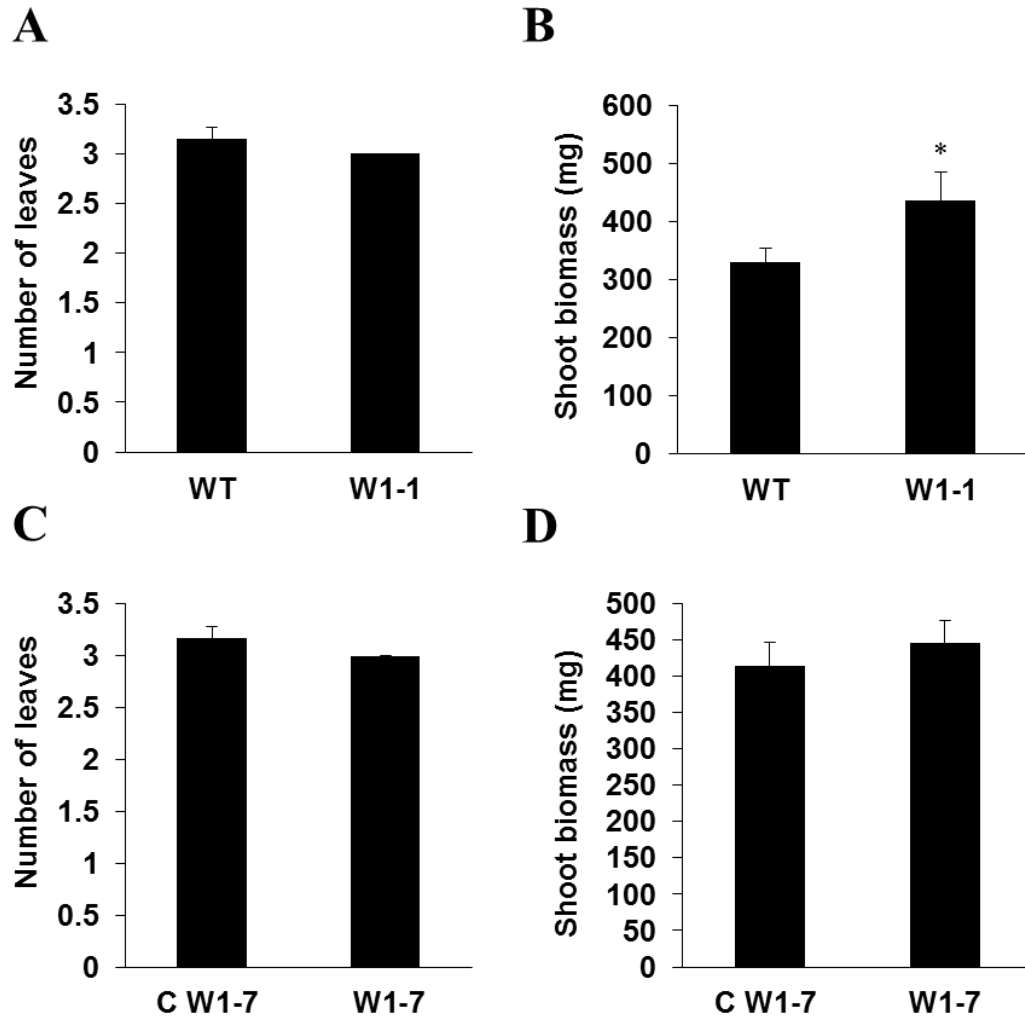 A
Number of leaves
3.5
3
2.5
2
1.5
1
0.5
0
WT W1-1
B
Shoot biomass (mg)
600
500
400
300
200
100
0
*
WT W1-1
C
Number of leaves
3.5
3
2.5
2
1.5
1
0.5
0
C W1-7 W1-7
D
Shoot biomass (mg)
500
450
400
350
300
250
200
150
100
50
0
C W1-7 W1-7